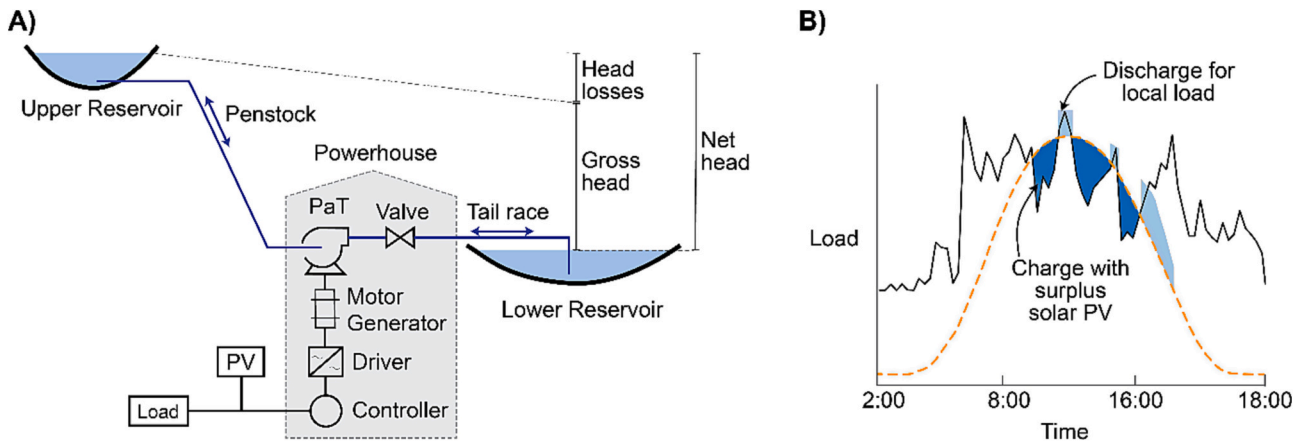 A)
Upper Reservoir
Penstock
Powerhouse
PaT
Valve
Tail race
Head
losses
Gross
head
Net
head
Lower Reservoir
Motor
Generator
Driver
PV
Load
Controller
B)
Discharge for
local load
Load
Charge with
surplus
solar PV
2:00
8:00
16:00
18:00
Time